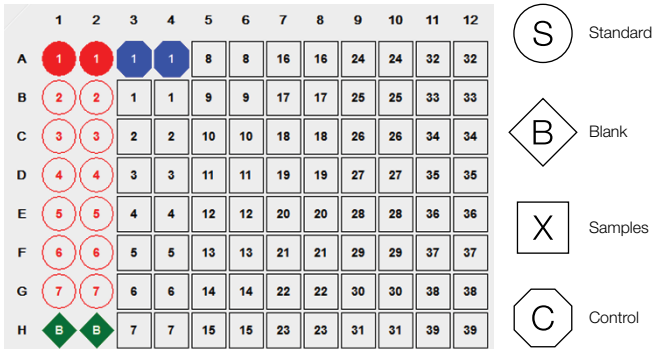 1 2 3 4 5 6 7 8 9 10 11 12
A 1 1 1 1 8 8 16 16 24 24 32 32
B 2 2 1 1 9 9 17 17 25 25 33 33
C 3 3 2 2 10 10 18 18 26 26 34 34
D 4 4 3 3 11 11 19 19 27 27 35 35
E 5 5 4 4 12 12 20 20 28 28 36 36
F 6 6 5 5 13 13 21 21 29 29 37 37
G 7 7 6 6 14 14 22 22 30 30 38 38
H B B 7 7 15 15 23 23 31 31 39 39
S Standard
B Blank
X Samples
C Control